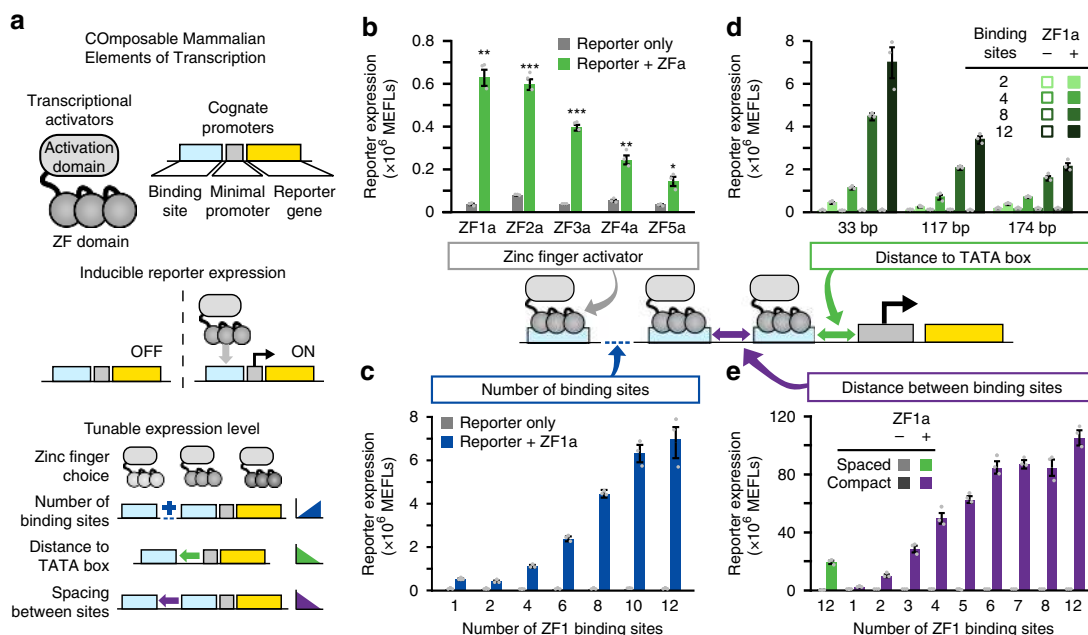 a
COmposable Mammalian
Elements of Transcription
Transcriptional
activators
Activation
domain
ZF domain
Cognate
promoters
Binding
site
Minimal
promoter
Reporter
gene
Inducible reporter expression
OFF
ON
Tunable expression level
Zinc finger
choice
Number of
binding sites
Distance to
TATA box
Spacing
between sites
b
Reporter expression
(×10⁶ MEFLs)
0.8
0.6
0.4
0.2
0
Reporter only
Reporter + ZFa
**
***
***
**
*
ZF1a ZF2a ZF3a ZF4a ZF5a
d
Reporter expression
(×10⁶ MEFLs)
8
6
4
2
0
Binding
sites
ZF1a
– +
2
4
8
12
33 bp 117 bp 174 bp
Zinc finger activator
Distance to TATA box
Number of binding sites
Distance between binding sites
c
Reporter expression
(×10⁶ MEFLs)
8
6
4
2
0
Reporter only
Reporter + ZF1a
1 2 4 6 8 10 12
Number of ZF1 binding sites
e
Reporter expression
(×10⁶ MEFLs)
120
80
40
0
ZF1a
– +
Spaced
Compact
12 1 2 3 4 5 6 7 8 12
Number of ZF1 binding sites